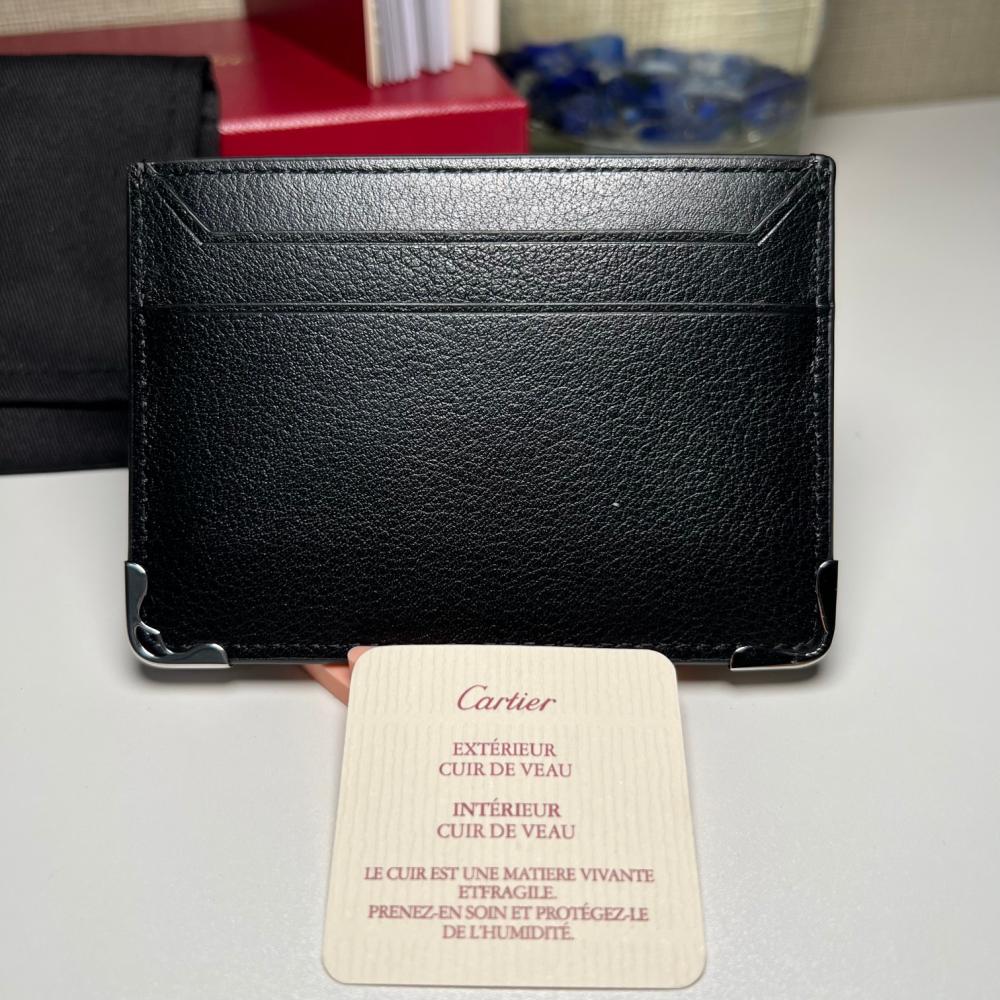 Cartier
EXTÉRIEUR
CUIR DE VEAU
INTÉRIEUR
CUIR DE VEAU
LE CUIR EST UNE MATIERE VIVANTE
ETFRAGILE.
PRENEZ-EN SOIN ET PROTÉGEZ-LE
DE L'HUMIDITÉ.